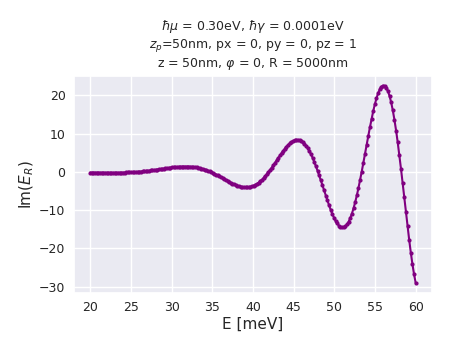 ħμ = 0.30eV, ħγ = 0.0001eV
z_p=50nm, px = 0, py = 0, pz = 1
z = 50nm, φ = 0, R = 5000nm
Im(E_R)
20
10
0
−10
−20
−30
20 25 30 35 40 45 50 55 60
E [meV]